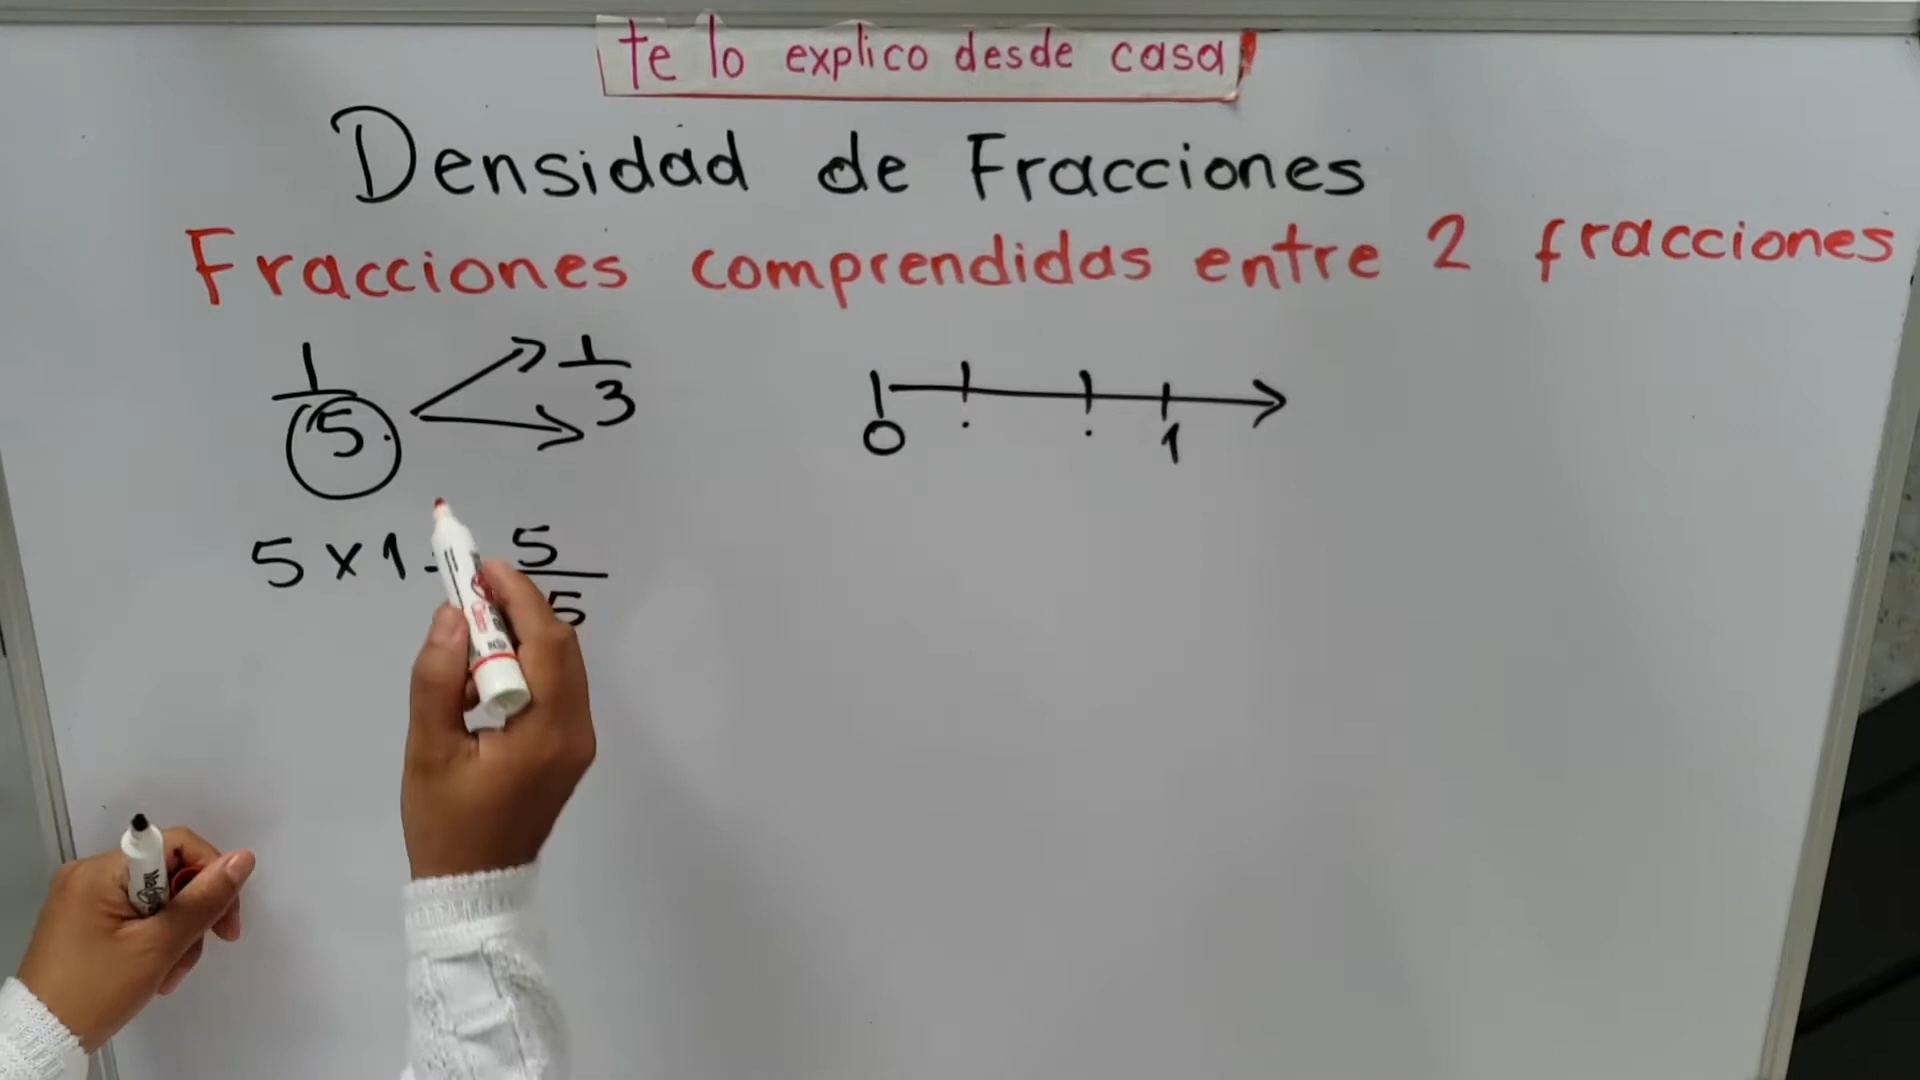 te lo explico desde casa
Densidad de Fracciones
Fracciones comprendidas entre 2 fracciones
1/5 1/3
0 1
5 x 1 5/5